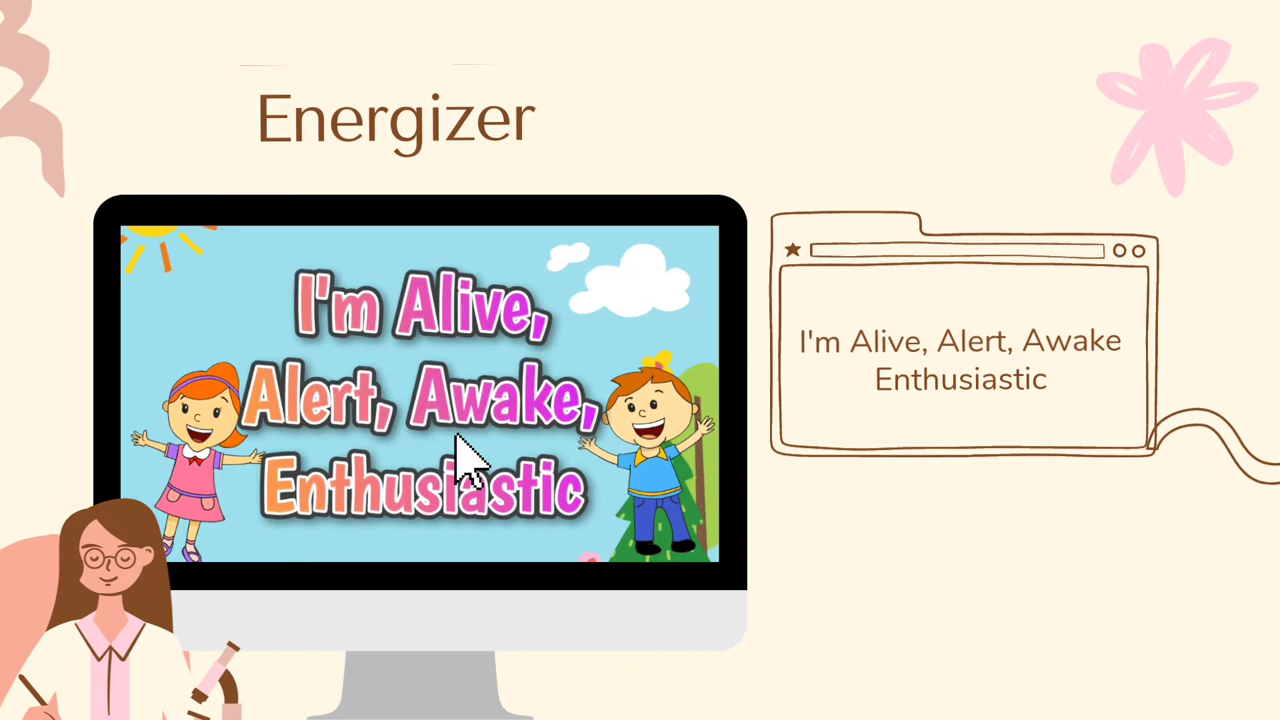 Energizer
I'm Alive,
Alert, Awake,
Enthusiastic
I'm Alive, Alert, Awake
Enthusiastic